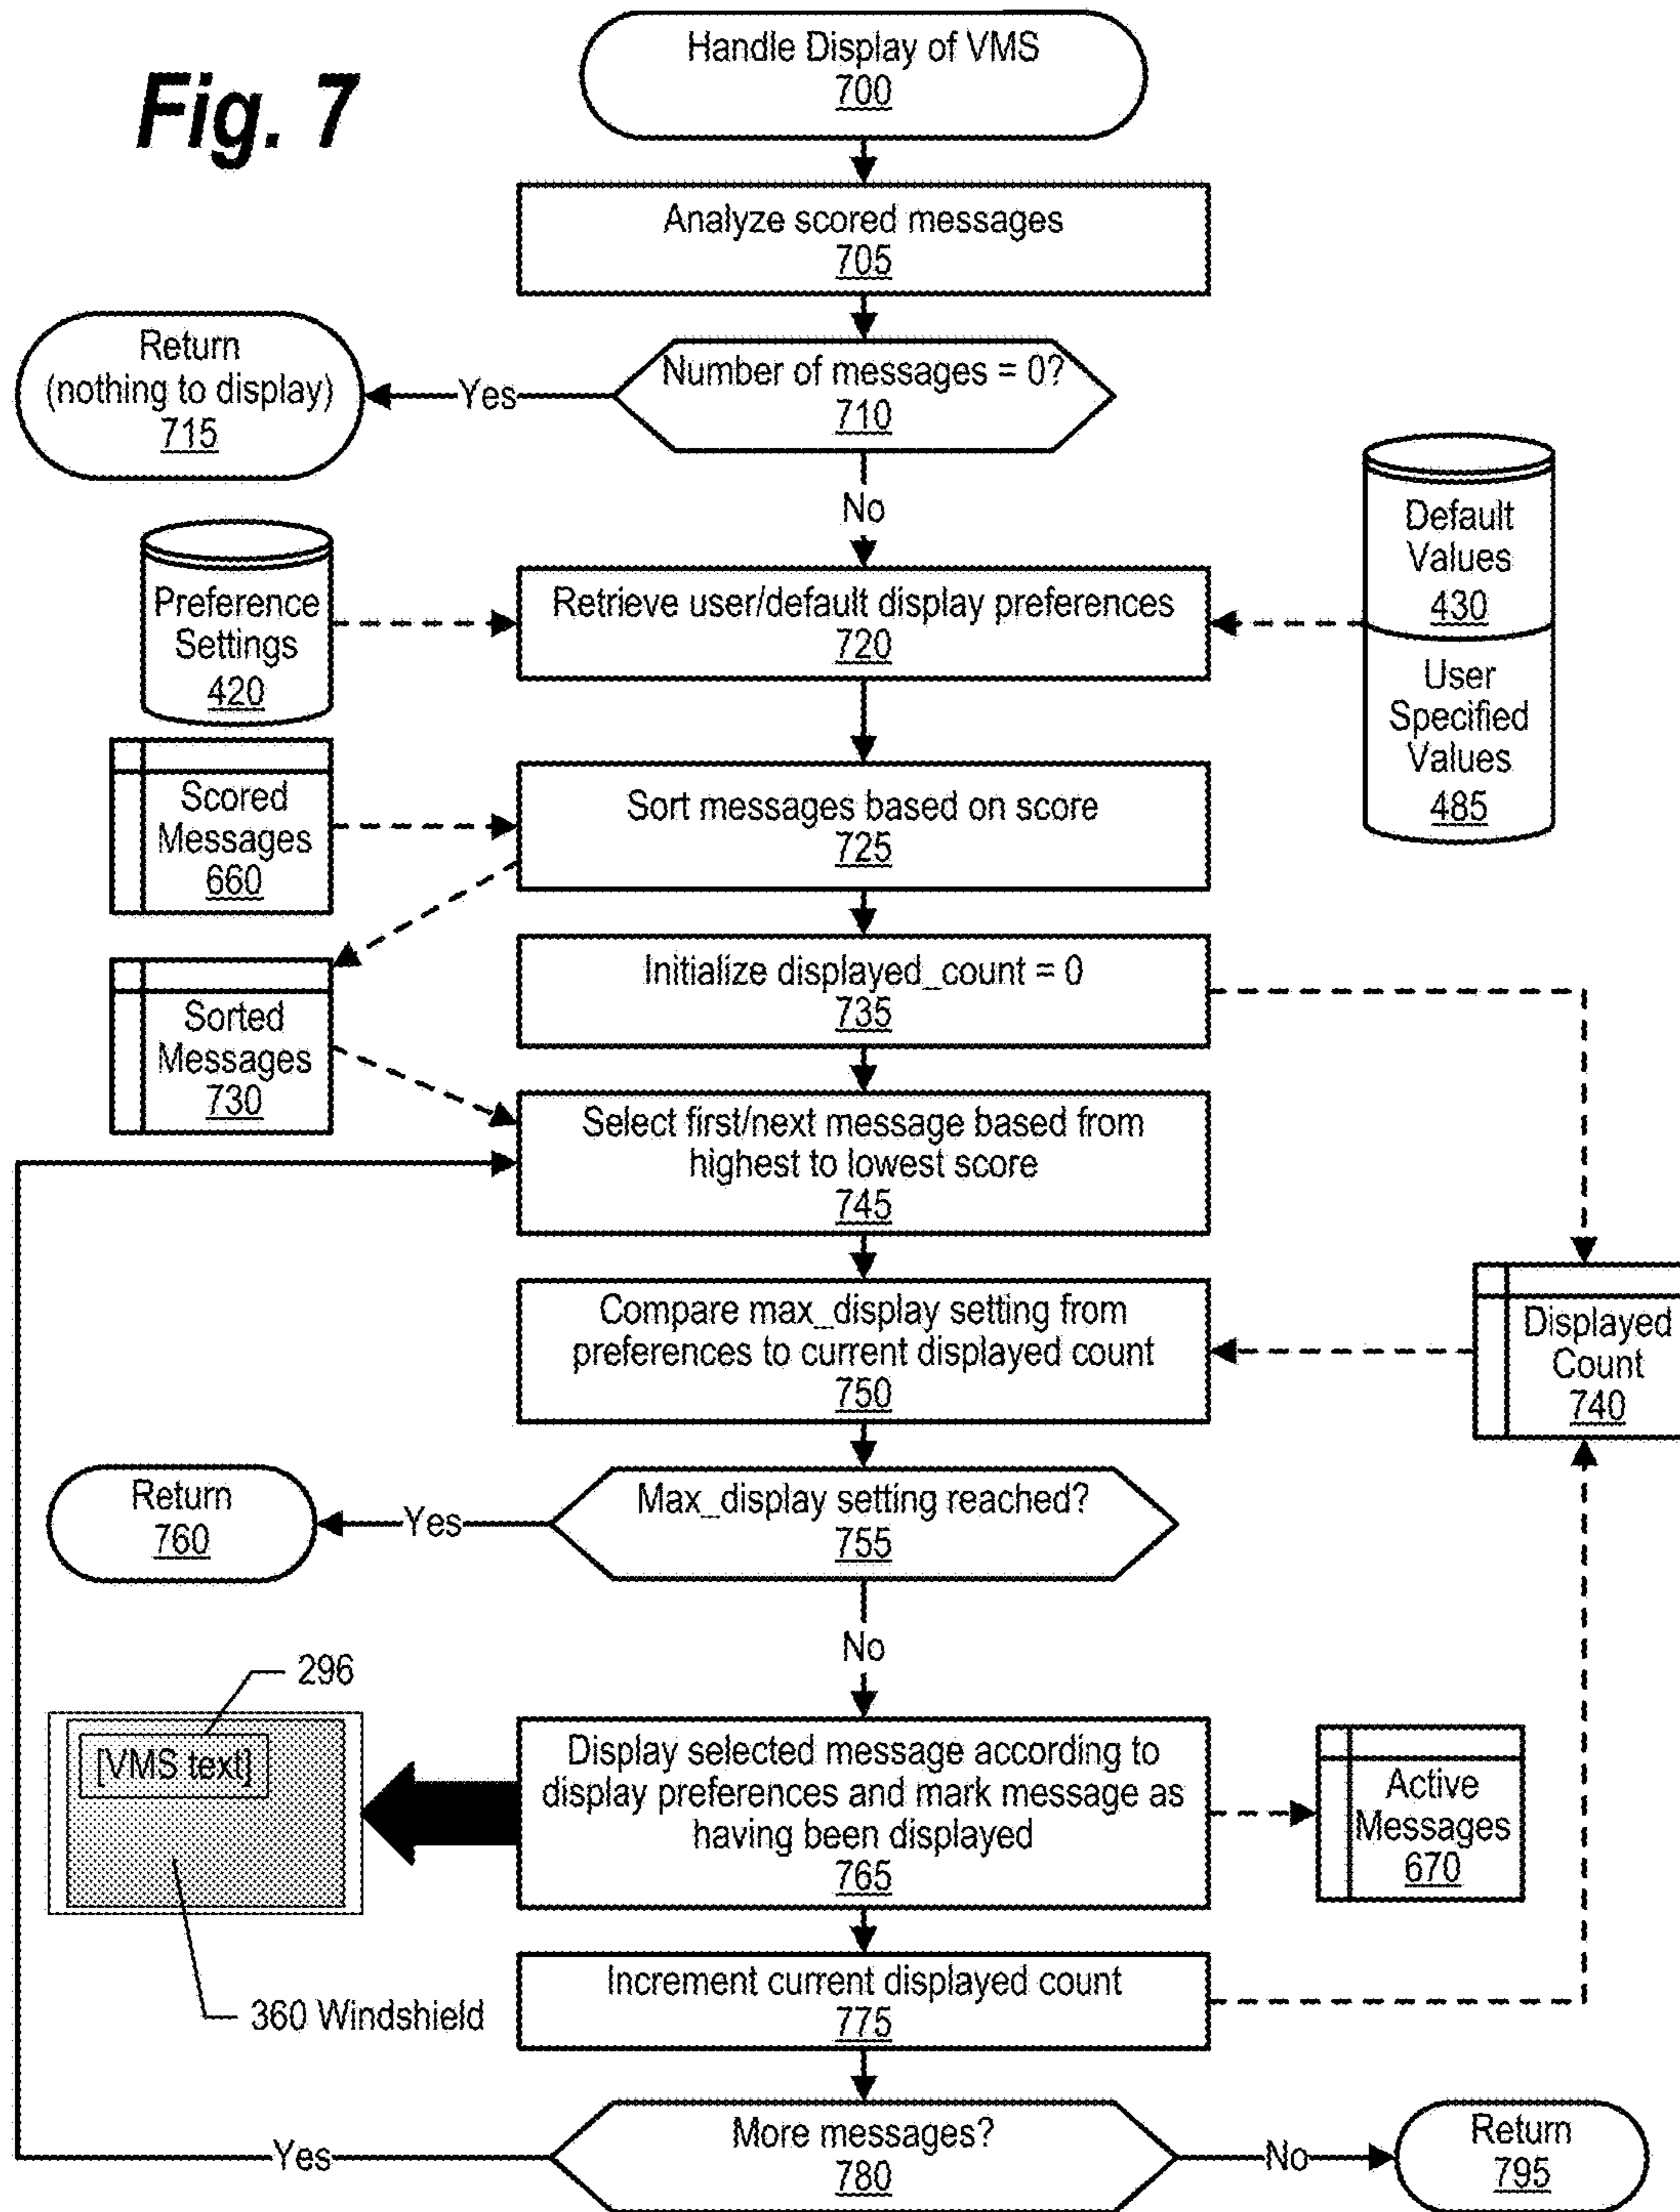 Fig. 7
Handle Display of VMS
700
Analyze scored messages
705
Number of messages = 0?
710
Yes
Return
(nothing to display)
715
No
Default
Values
430
User
Specified
Values
485
Preference
Settings
420
Retrieve user/default display preferences
720
Scored
Messages
660
Sort messages based on score
725
Sorted
Messages
730
Initialize displayed_count = 0
735
Select first/next message based from
highest to lowest score
745
Compare max_display setting from
preferences to current displayed count
750
Displayed
Count
740
Max_display setting reached?
755
Yes
Return
760
No
296
[VMS text]
360 Windshield
Display selected message according to
display preferences and mark message as
having been displayed
765
Active
Messages
670
Increment current displayed count
775
More messages?
780
Yes
No
Return
795